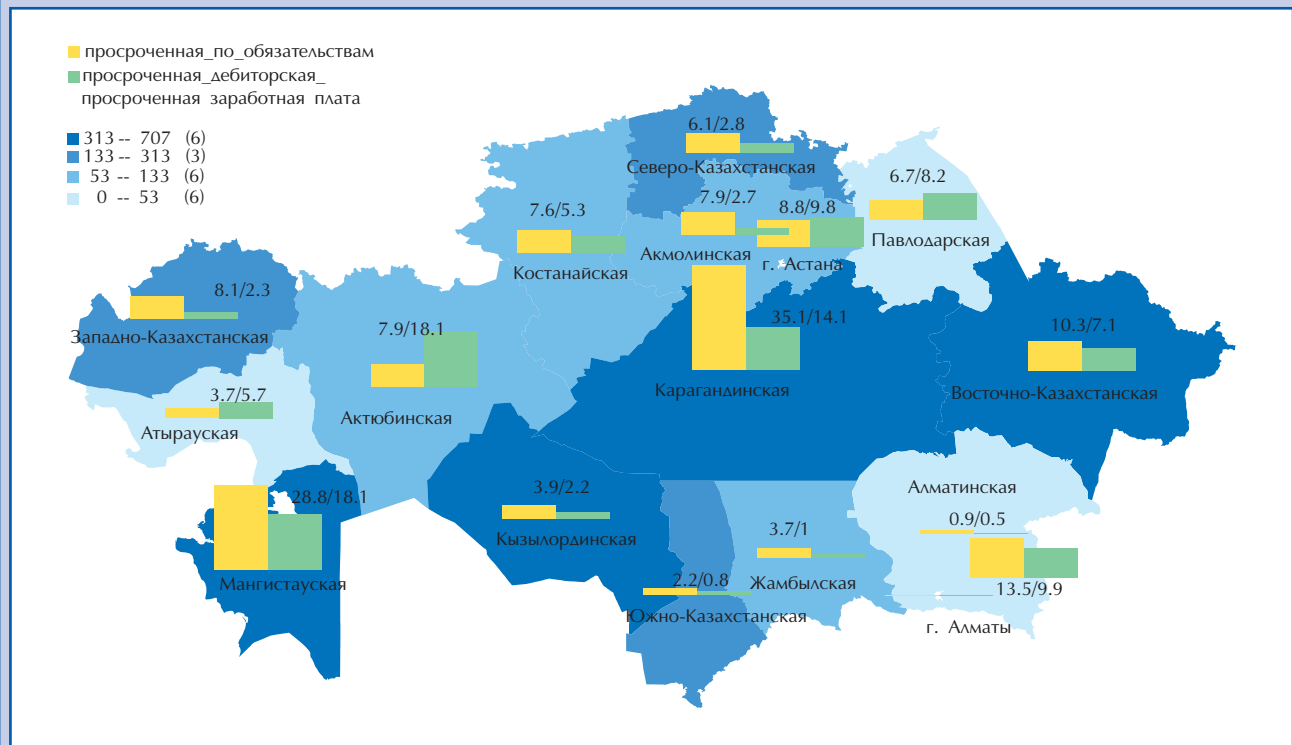 просроченная_по_обязательствам
просроченная_дебиторская_
просроченная заработная плата
313 -- 707 (6)
133 -- 313 (3)
53 -- 133 (6)
0 -- 53 (6)
6.1/2.8
Северо-Казахстанская
7.9/2.7
Акмолинская
8.8/9.8
г. Астана
6.7/8.2
Павлодарская
7.6/5.3
Костанайская
8.1/2.3
Западно-Казахстанская
7.9/18.1
Актюбинская
35.1/14.1
Карагандинская
10.3/7.1
Восточно-Казахстанская
3.7/5.7
Атырауская
28.8/18.1
Мангистауская
3.9/2.2
Кызылординская
Алматинская
0.9/0.5
3.7/1
Жамбылская
2.2/0.8
Южно-Казахстанская
13.5/9.9
г. Алматы